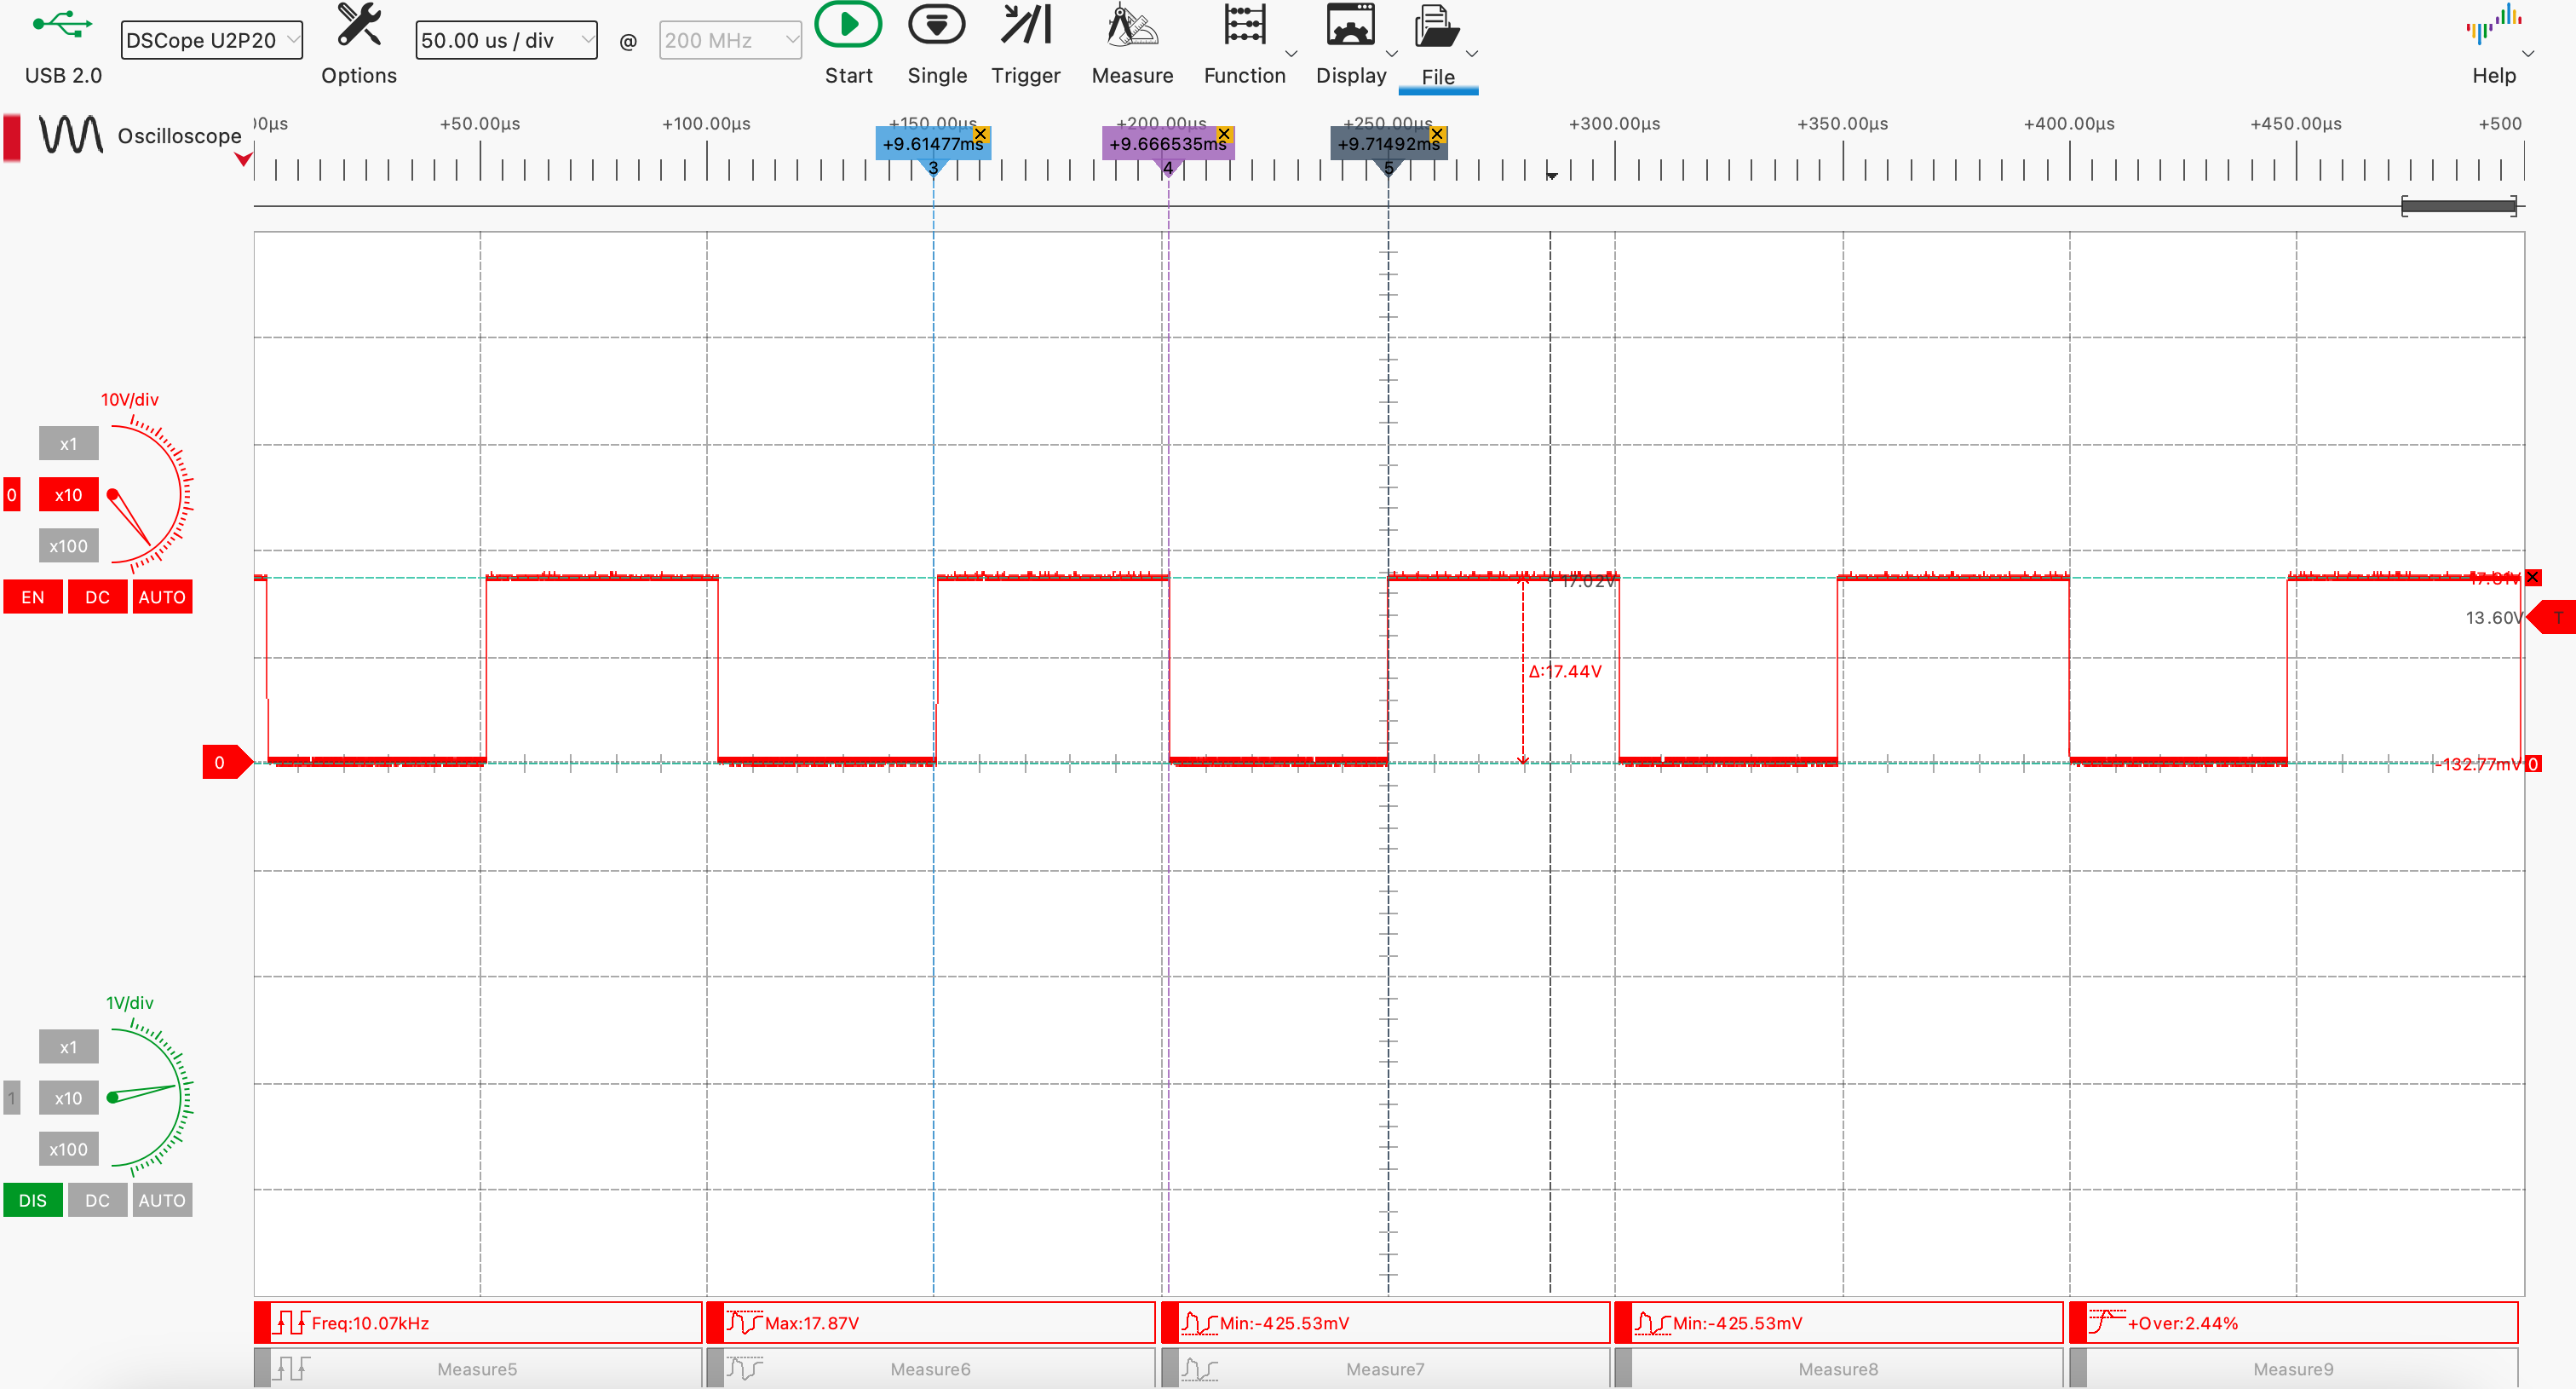 DSCope U2P20
50.00 us / div
@
200 MHz
USB 2.0
Options
Start
Single
Trigger
Measure
Function
Display
File
Help
Oscilloscope
00µs
+50.00µs
+100.00µs
+150.00µs
+200.00µs
+250.00µs
+300.00µs
+350.00µs
+400.00µs
+450.00µs
+500
+9.61477ms
+9.666535ms
+9.71492ms
3
4
5
10V/div
x1
0
x10
x100
EN
DC
AUTO
17.02V
13.60V
T
Δ:17.44V
0
-132.77mV
0
1V/div
x1
1
x10
x100
DIS
DC
AUTO
Freq:10.07kHz
Max:17.87V
Min:-425.53mV
Min:-425.53mV
+Over:2.44%
Measure5
Measure6
Measure7
Measure8
Measure9